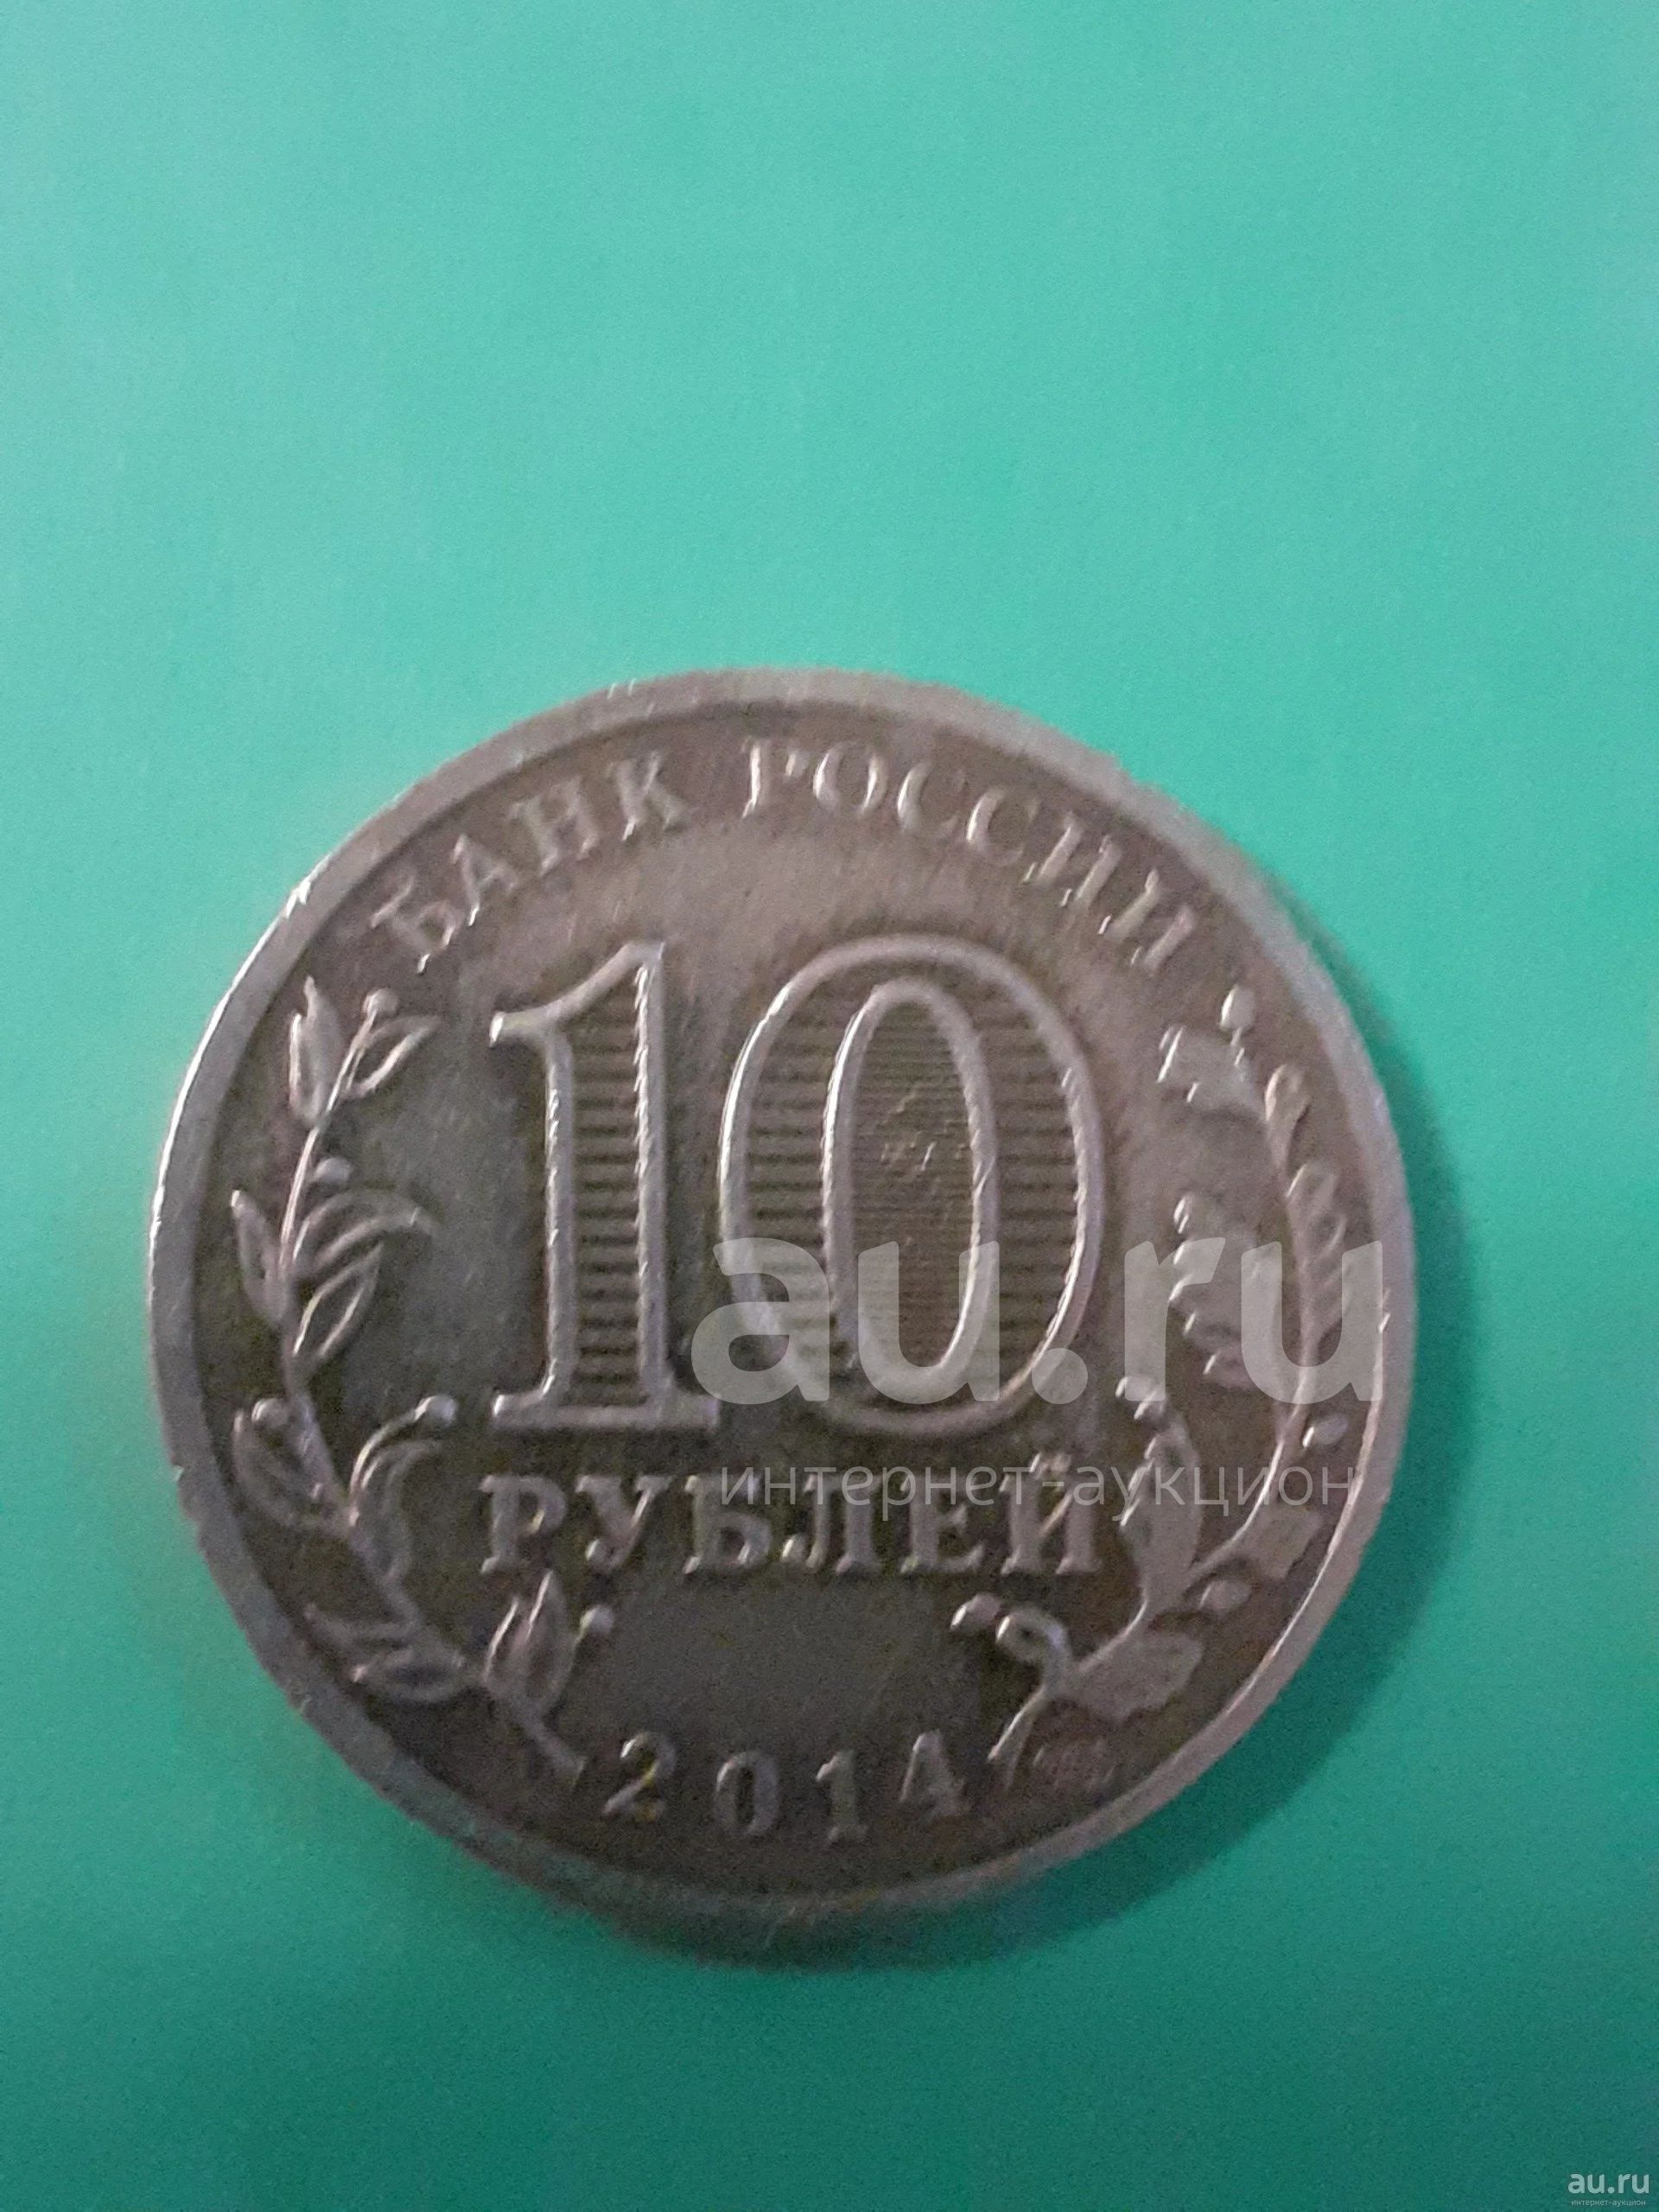 БАНК РОССИИ
10
au.ru
интернет-аукцион
РУБЛЕЙ
2014
au.ru
интернет-аукцион